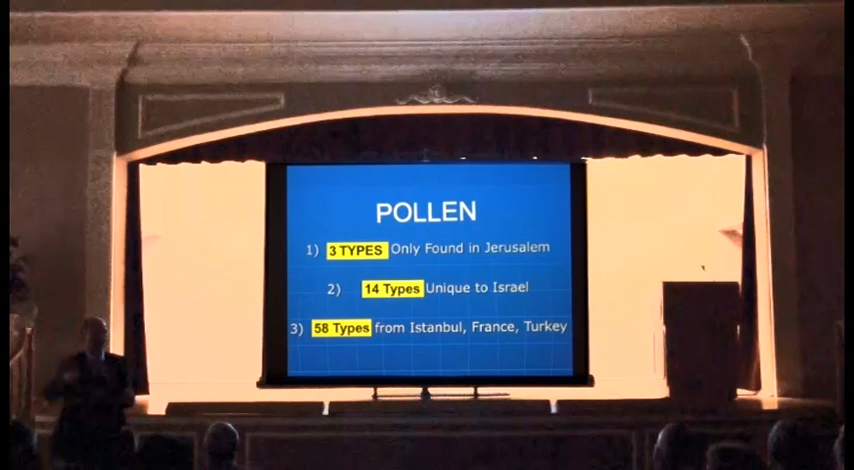 POLLEN
1) 3 TYPES Only Found in Jerusalem
2) 14 Types Unique to Israel
3) 58 Types from Istanbul, France, Turkey